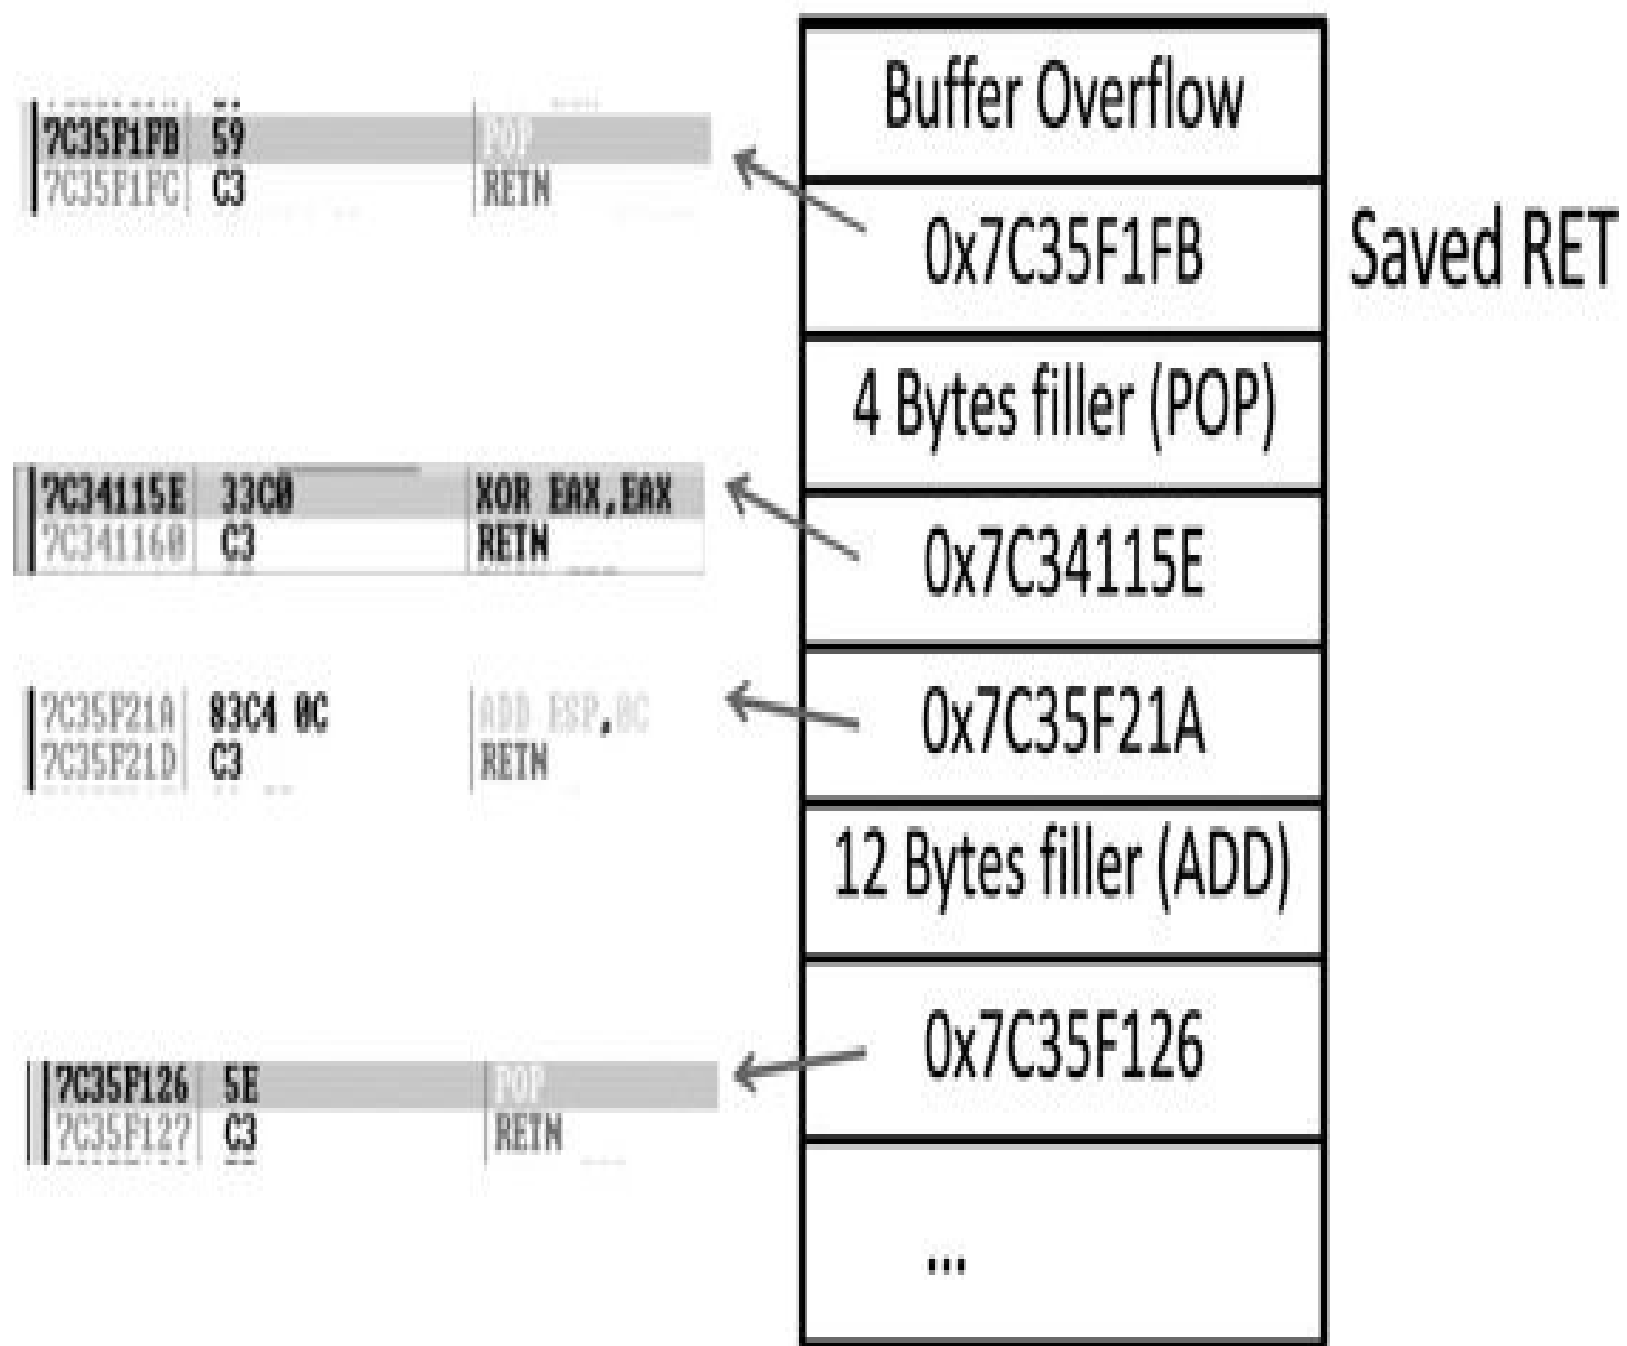 Buffer Overflow
7C35F1FB 59 POP
7C35F1FC C3 RETN
0x7C35F1FB
Saved RET
4 Bytes filler (POP)
7C34115E 33C0 XOR EAX,EAX
7C341160 C3 RETN
0x7C34115E
7C35F21A 83C4 0C ADD ESP,0C
7C35F21D C3 RETN
0x7C35F21A
12 Bytes filler (ADD)
0x7C35F126
7C35F126 5E POP
7C35F127 C3 RETN
...